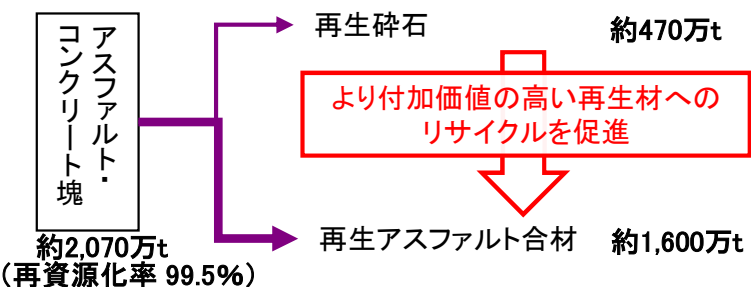 アスファルト・
コンクリート塊
約2,070万t
（再資源化率 99.5％）
再生砕石
約470万t
より付加価値の高い再生材への
リサイクルを促進
再生アスファルト合材
約1,600万t